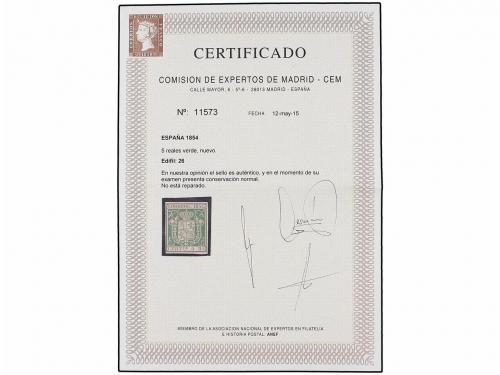 CERTIFICADO
COMISION DE EXPERTOS DE MADRID - CEM
CALLE MAYOR, 6 - 5º-6 - 28013 MADRID - ESPAÑA
Nº: 11573 FECHA 12-may-15
ESPAÑA 1854
5 reales verde, nuevo.
Edifil: 26
En nuestra opinión el sello es auténtico, y en el momento de su
examen presenta conservación normal.
No está reparado.
MIEMBRO DE LA ASOCIACION NACIONAL DE EXPERTOS EN FILATELIA
E HISTORIA POSTAL ANEF